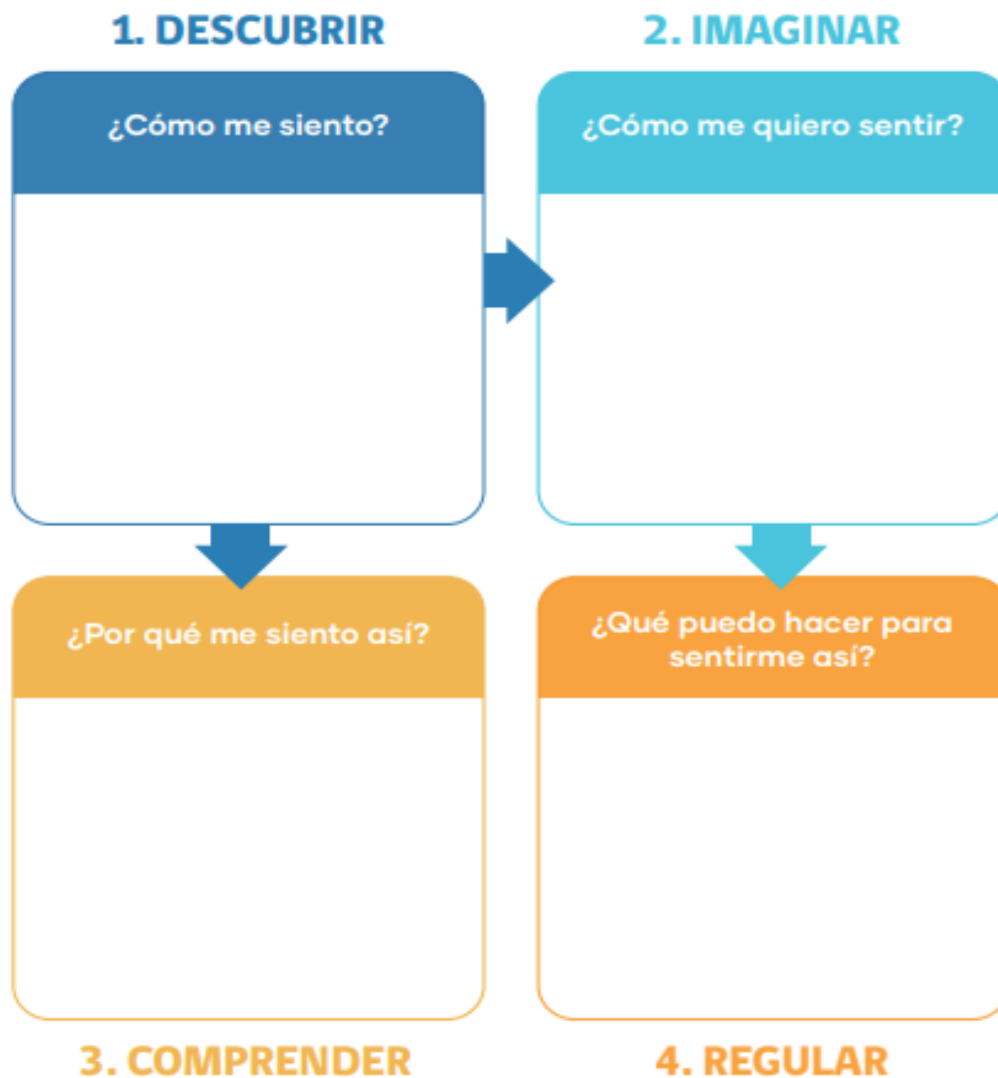 1. DESCUBRIR
2. IMAGINAR
¿Cómo me siento?
¿Cómo me quiero sentir?
¿Por qué me siento así?
¿Qué puedo hacer para
sentirme así?
3. COMPRENDER
4. REGULAR